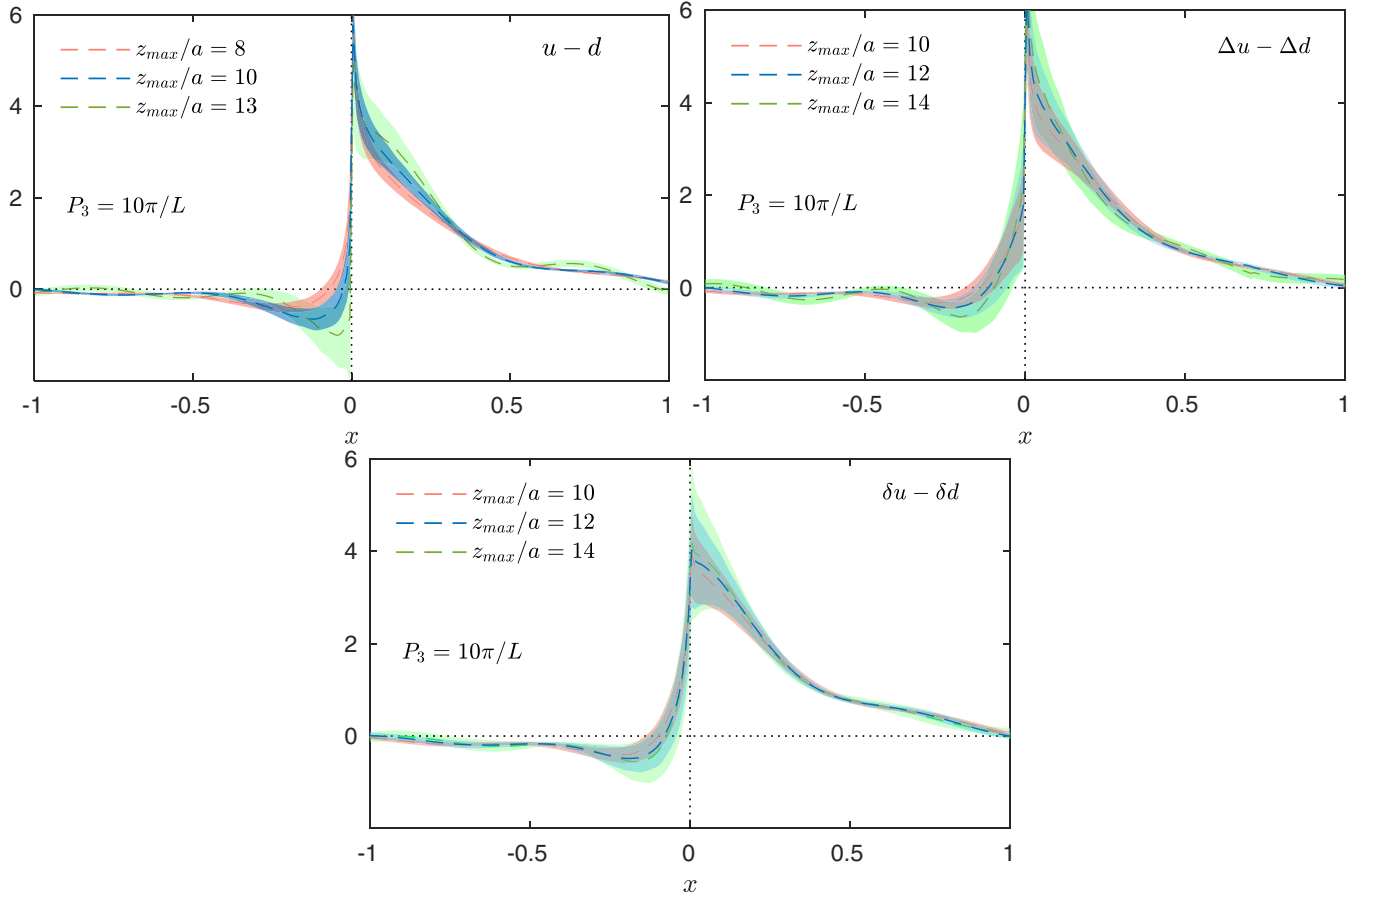 6
4
2
0
z_max/a = 8
z_max/a = 10
z_max/a = 13
u − d
P_3 = 10π/L
-1 -0.5 0 0.5 1
x
6
4
2
0
z_max/a = 10
z_max/a = 12
z_max/a = 14
Δu − Δd
P_3 = 10π/L
-1 -0.5 0 0.5 1
x
6
4
2
0
z_max/a = 10
z_max/a = 12
z_max/a = 14
δu − δd
P_3 = 10π/L
-1 -0.5 0 0.5 1
x